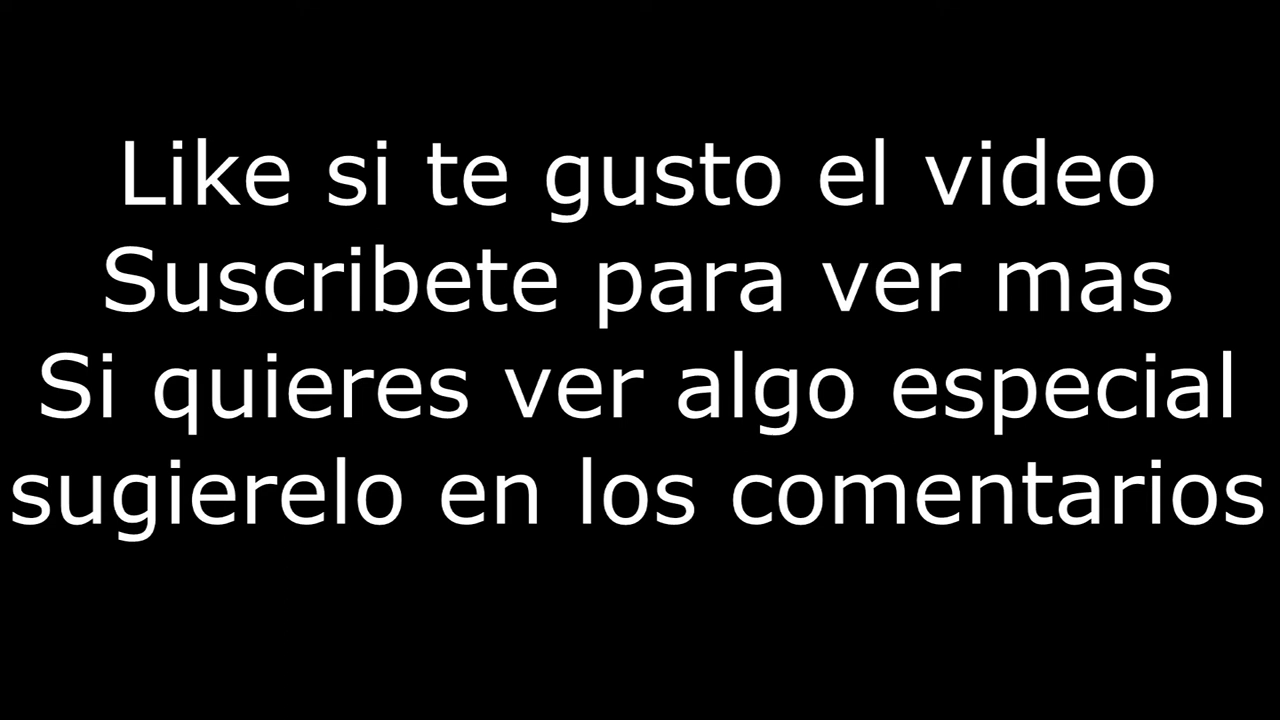 Like si te gusto el video
Suscribete para ver mas
Si quieres ver algo especial
sugierelo en los comentarios